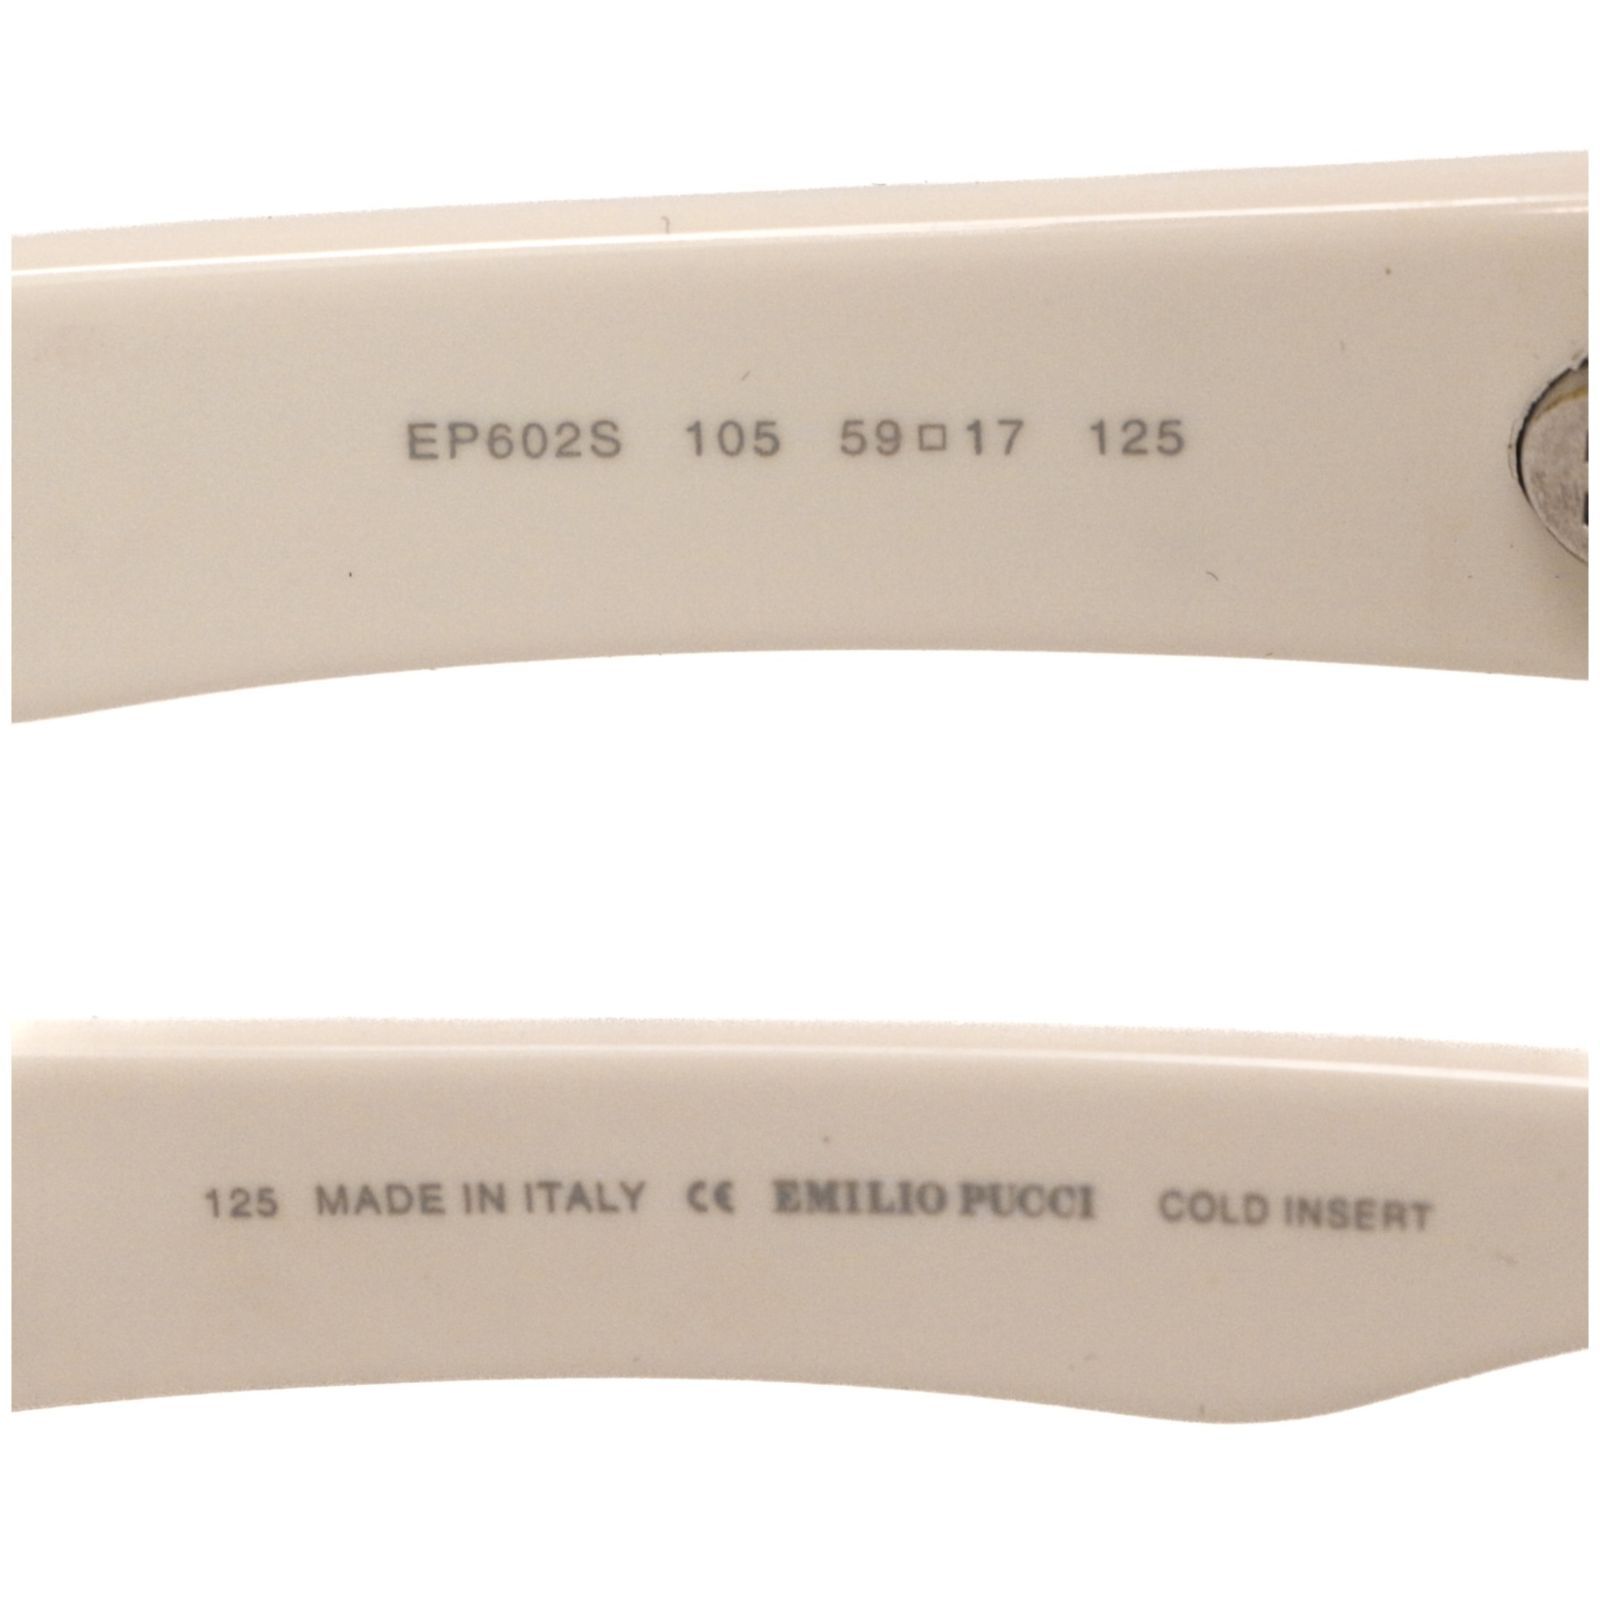 EP602S 105 59□17 125
125 MADE IN ITALY CE EMILIO PUCCI COLD INSERT